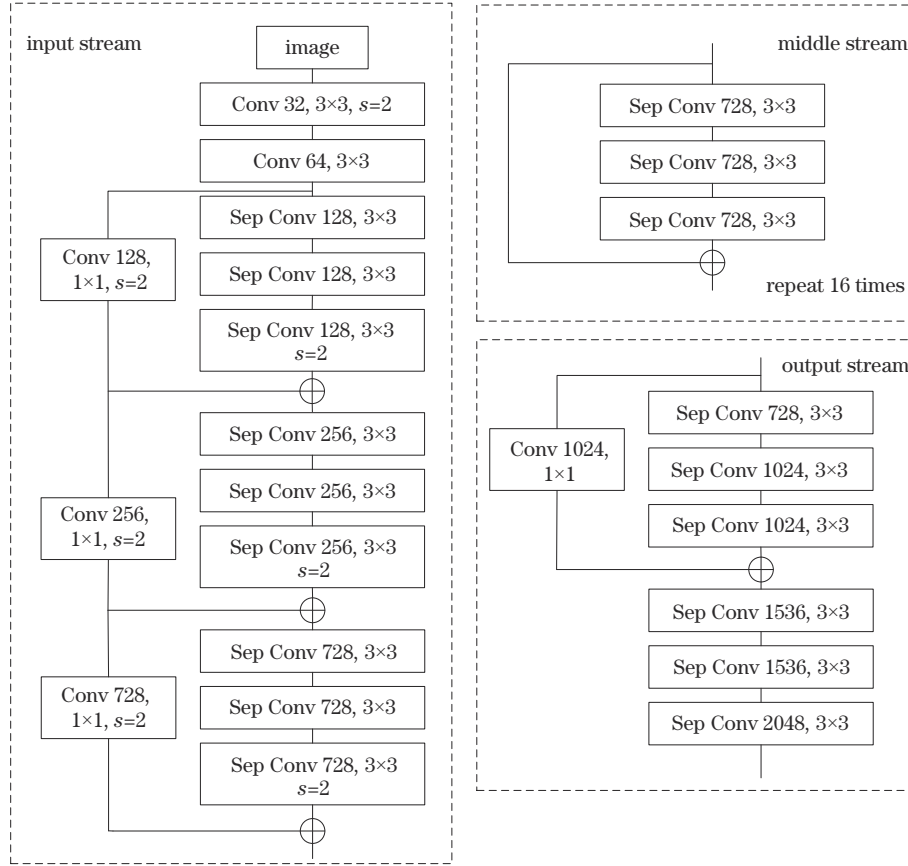 input stream
image
Conv 32, 3×3, s=2
Conv 64, 3×3
Sep Conv 128, 3×3
Conv 128,
1×1, s=2
Sep Conv 128, 3×3
Sep Conv 128, 3×3
s=2
Sep Conv 256, 3×3
Sep Conv 256, 3×3
Conv 256,
1×1, s=2
Sep Conv 256, 3×3
s=2
Sep Conv 728, 3×3
Conv 728,
1×1, s=2
Sep Conv 728, 3×3
Sep Conv 728, 3×3
s=2
middle stream
Sep Conv 728, 3×3
Sep Conv 728, 3×3
Sep Conv 728, 3×3
repeat 16 times
output stream
Sep Conv 728, 3×3
Conv 1024,
1×1
Sep Conv 1024, 3×3
Sep Conv 1024, 3×3
Sep Conv 1536, 3×3
Sep Conv 1536, 3×3
Sep Conv 2048, 3×3